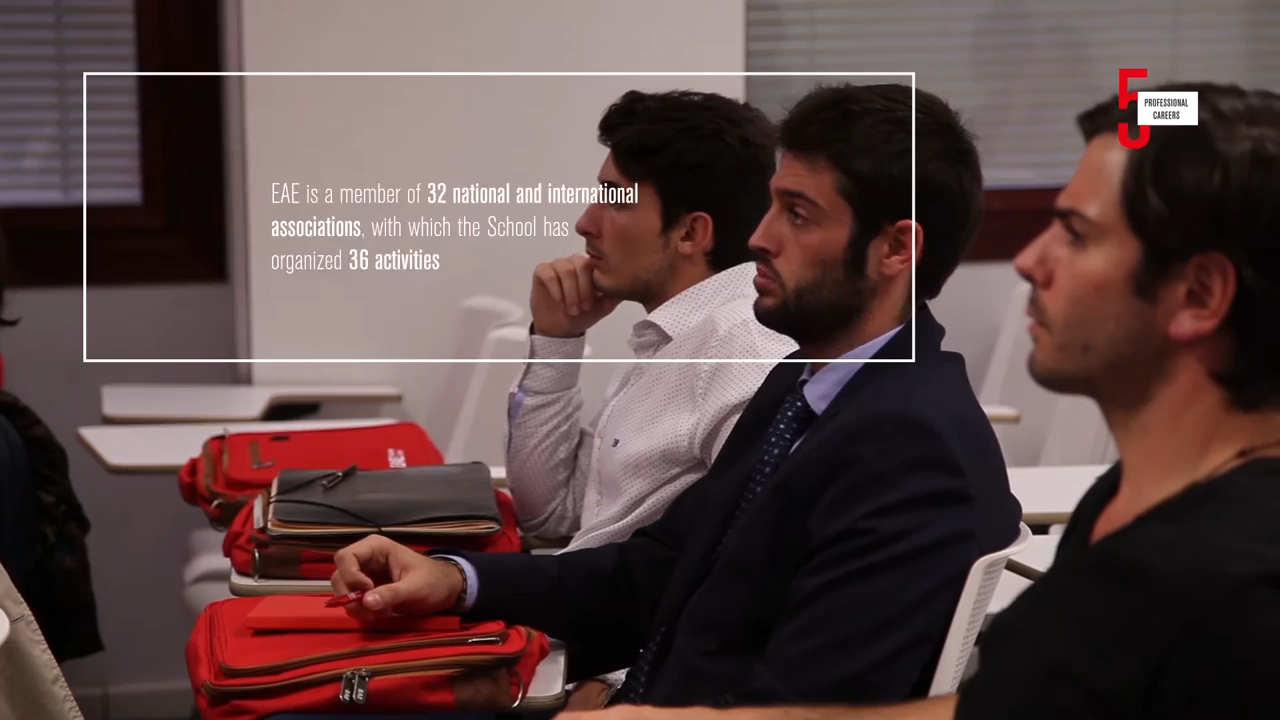 EAE is a member of 32 national and international
associations, with which the School has
organized 36 activities
5
PROFESSIONAL
CAREERS